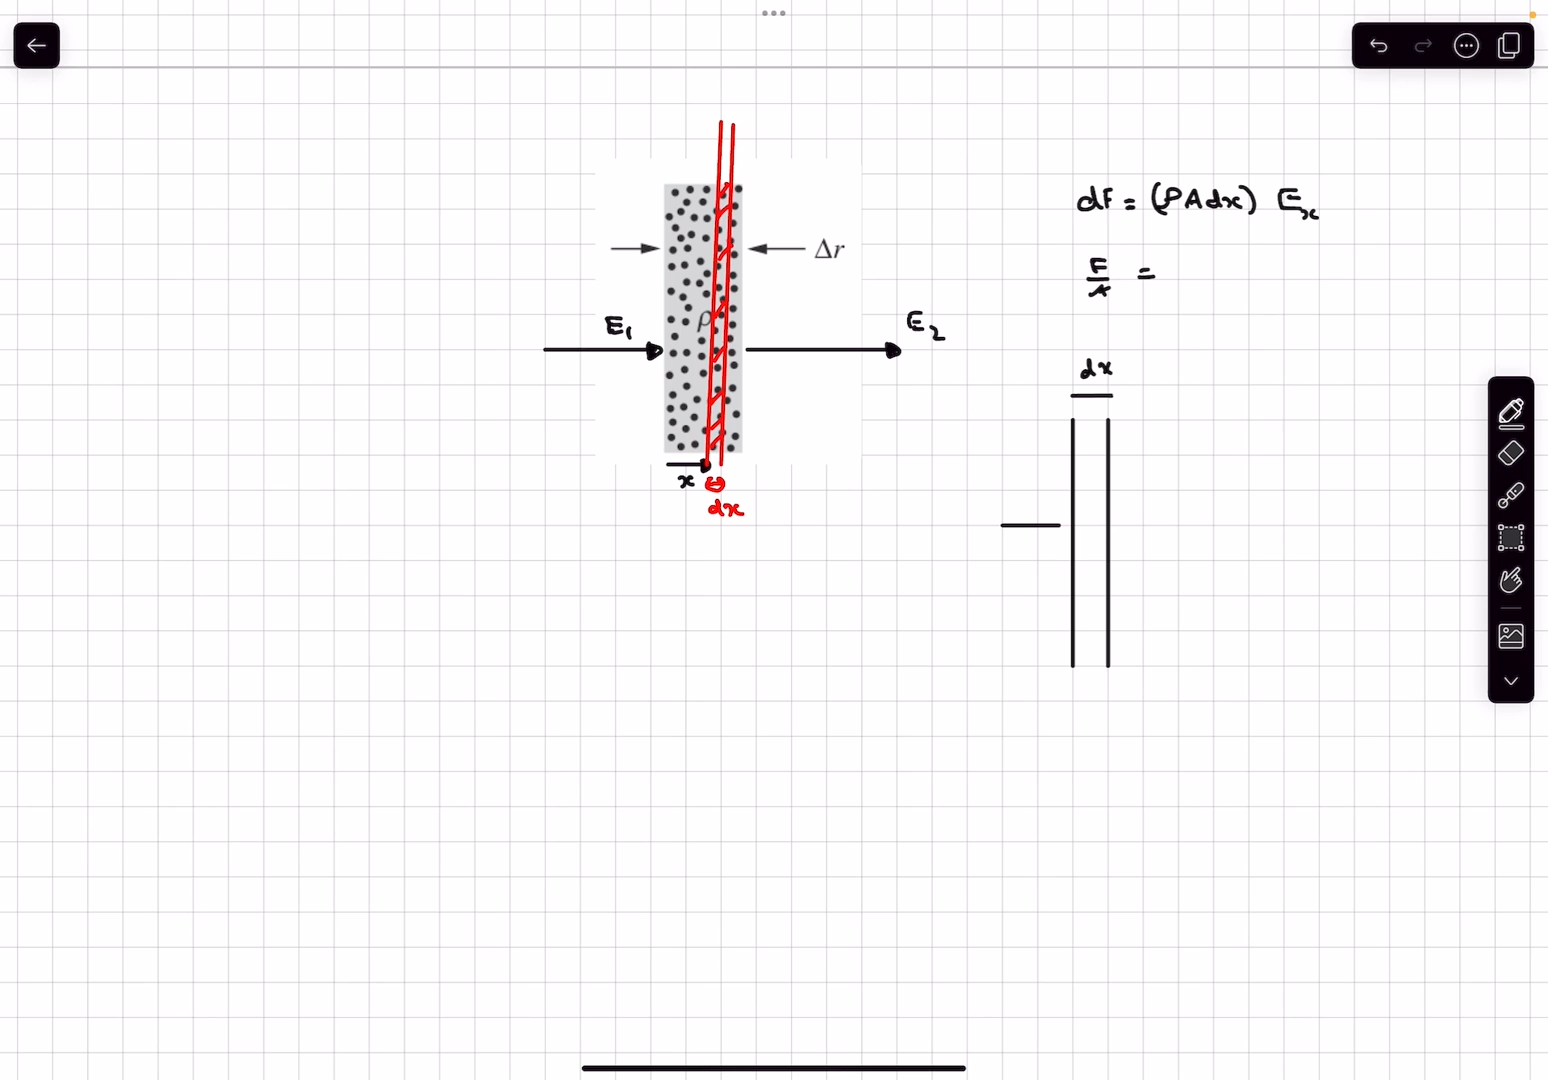 dF = (ρAdx) Eₓ
F/A =
Δr
E₁
E₂
ρ
dx
x
dx